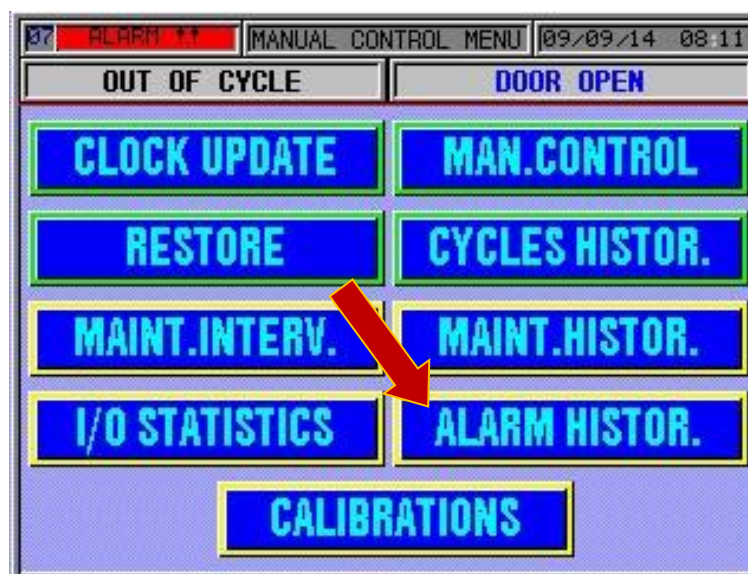 07 ALARM !! MANUAL CONTROL MENU 09/09/14 08:11
OUT OF CYCLE DOOR OPEN
CLOCK UPDATE MAN.CONTROL
RESTORE CYCLES HISTOR.
MAINT.INTERV. MAINT.HISTOR.
I/O STATISTICS ALARM HISTOR.
CALIBRATIONS